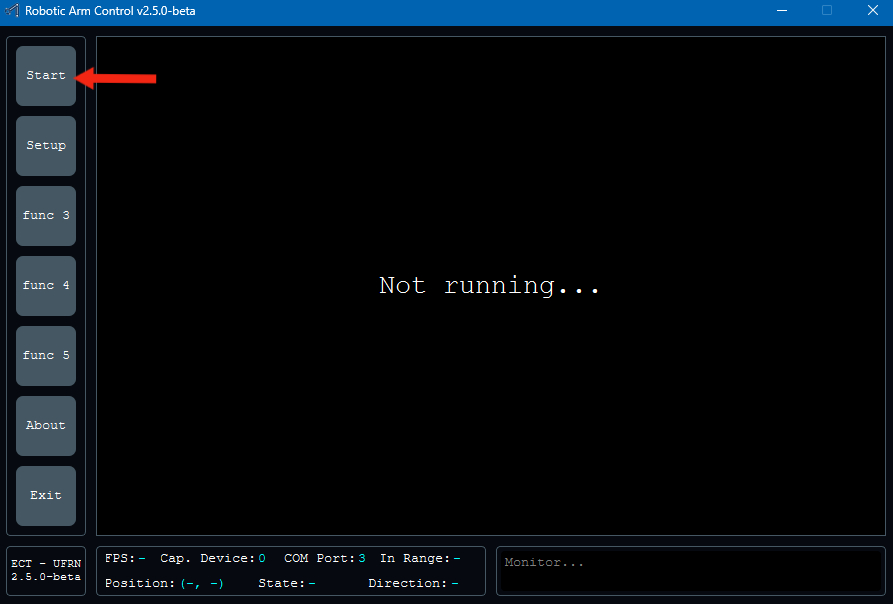 Robotic Arm Control v2.5.0-beta
Start
Setup
func 3
func 4
func 5
About
Exit
Not running...
ECT - UFRN
2.5.0-beta
FPS:- Cap. Device:0 COM Port:3 In Range:-
Position:(-, -) State:- Direction:-
Monitor...